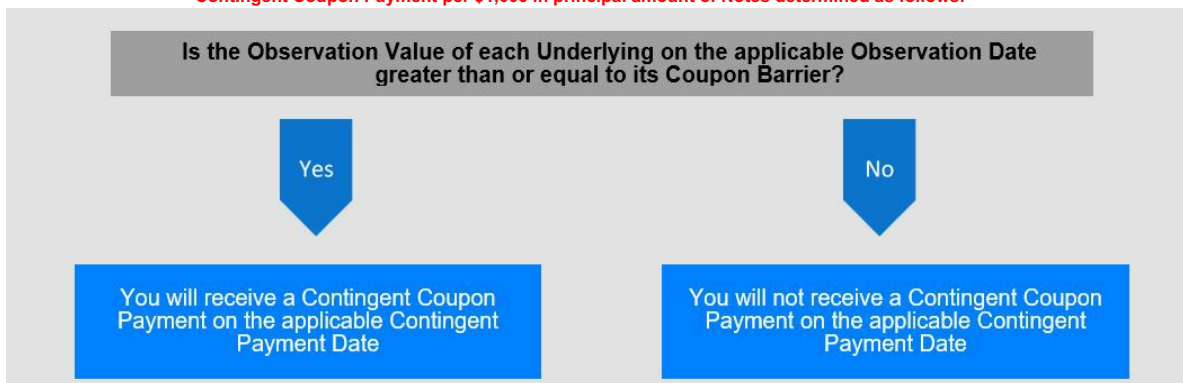 Contingent Coupon Payment per $1,000 in principal amount of Notes determined as follows:
Is the Observation Value of each Underlying on the applicable Observation Date
greater than or equal to its Coupon Barrier?
Yes
No
You will receive a Contingent Coupon
Payment on the applicable Contingent
Payment Date
You will not receive a Contingent Coupon
Payment on the applicable Contingent
Payment Date